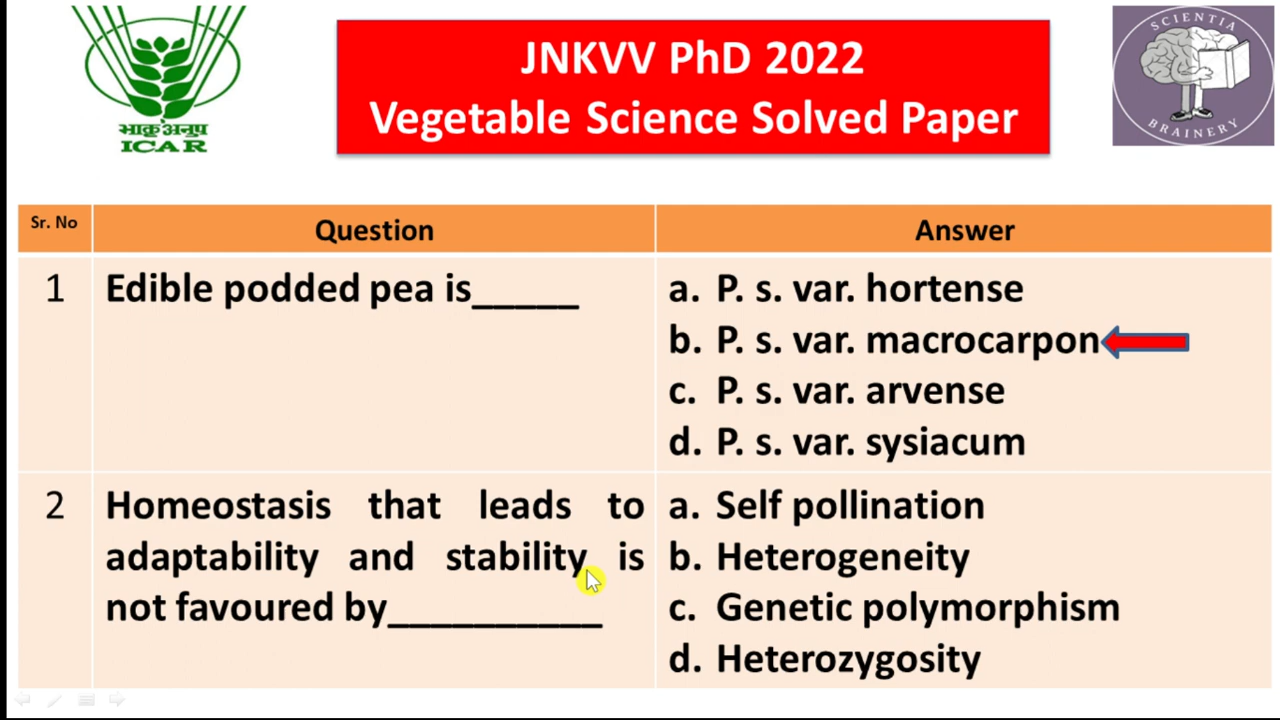 JNKVV PhD 2022
Vegetable Science Solved Paper
भाकृअनुप
ICAR
SCIENTIA
BRAINERY
Sr. No Question Answer
1 Edible podded pea is_____ a. P. s. var. hortense
b. P. s. var. macrocarpon
c. P. s. var. arvense
d. P. s. var. sysiacum
2 Homeostasis that leads to a. Self pollination
adaptability and stability is b. Heterogeneity
not favoured by__________ c. Genetic polymorphism
d. Heterozygosity